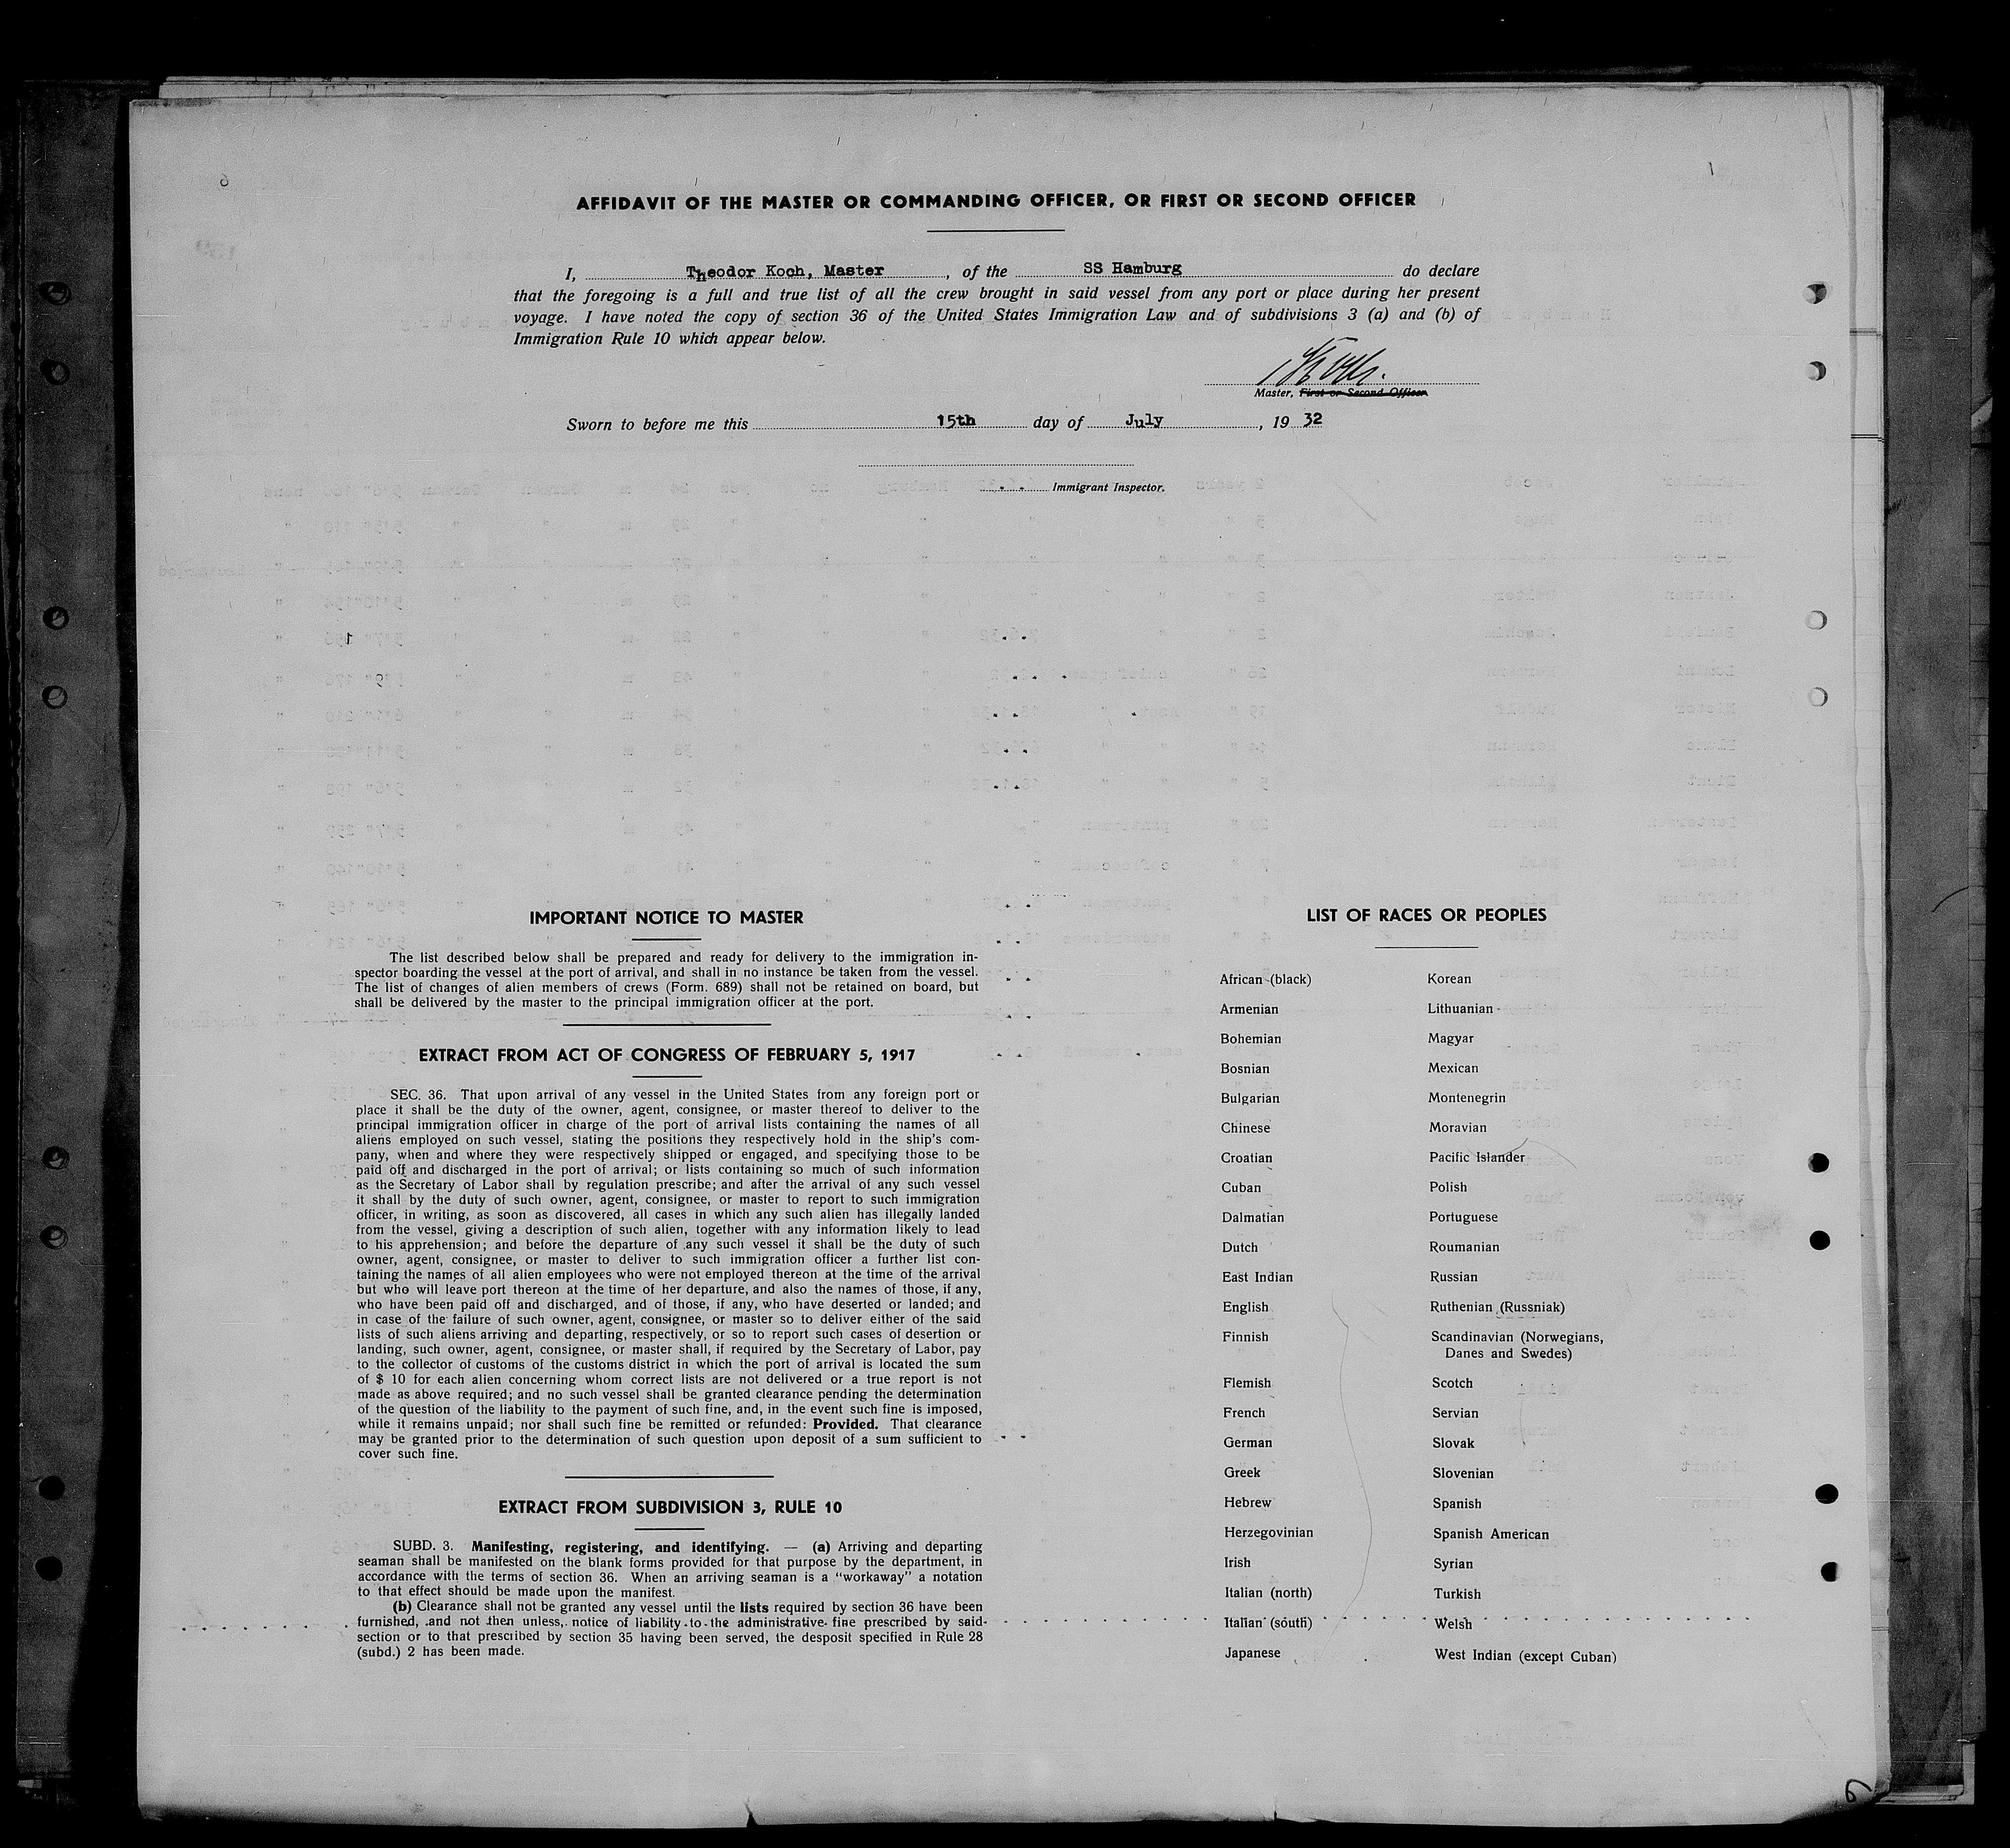 AFFIDAVIT OF THE MASTER OR COMMANDING OFFICER, OR FIRST OR SECOND OFFICER
I, Theodor Koch, Master, of the SS Hamburg do declare
that the foregoing is a full and true list of all the crew brought in said vessel from any port or place during her present
voyage. I have noted the copy of section 36 of the United States Immigration Law and of subdivisions 3 (a) and (b) of
Immigration Rule 10 which appear below.
Master, First or Second Officer
Sworn to before me this 15th day of July, 19 32
Immigrant Inspector.
IMPORTANT NOTICE TO MASTER
The list described below shall be prepared and ready for delivery to the immigration in-
spector boarding the vessel at the port of arrival, and shall in no instance be taken from the vessel.
The list of changes of alien members of crews (Form. 689) shall not be retained on board, but
shall be delivered by the master to the principal immigration officer at the port.
EXTRACT FROM ACT OF CONGRESS OF FEBRUARY 5, 1917
SEC. 36. That upon arrival of any vessel in the United States from any foreign port or
place it shall be the duty of the owner, agent, consignee, or master thereof to deliver to the
principal immigration officer in charge of the port of arrival lists containing the names of all
aliens employed on such vessel, stating the positions they respectively hold in the ship's com-
pany, when and where they were respectively shipped or engaged, and specifying those to be
paid off and discharged in the port of arrival; or lists containing so much of such information
as the Secretary of Labor shall by regulation prescribe; and after the arrival of any such vessel
it shall by the duty of such owner, agent, consignee, or master to report to such immigration
officer, in writing, as soon as discovered, all cases in which any such alien has illegally landed
from the vessel, giving a description of such alien, together with any information likely to lead
to his apprehension; and before the departure of any such vessel it shall be the duty of such
owner, agent, consignee, or master to deliver to such immigration officer a further list con-
taining the names of all alien employees who were not employed thereon at the time of the arrival
but who will leave port thereon at the time of her departure, and also the names of those, if any,
who have been paid off and discharged, and of those, if any, who have deserted or landed; and
in case of the failure of such owner, agent, consignee, or master so to deliver either of the said
lists of such aliens arriving and departing, respectively, or so to report such cases of desertion or
landing, such owner, agent, consignee, or master shall, if required by the Secretary of Labor, pay
to the collector of customs of the customs district in which the port of arrival is located the sum
of $ 10 for each alien concerning whom correct lists are not delivered or a true report is not
made as above required; and no such vessel shall be granted clearance pending the determination
of the question of the liability to the payment of such fine, and, in the event such fine is imposed,
while it remains unpaid; nor shall such fine be remitted or refunded: Provided. That clearance
may be granted prior to the determination of such question upon deposit of a sum sufficient to
cover such fine.
EXTRACT FROM SUBDIVISION 3, RULE 10
SUBD. 3. Manifesting, registering, and identifying. — (a) Arriving and departing
seaman shall be manifested on the blank forms provided for that purpose by the department, in
accordance with the terms of section 36. When an arriving seaman is a "workaway" a notation
to that effect should be made upon the manifest.
(b) Clearance shall not be granted any vessel until the lists required by section 36 have been
furnished, and not then unless, notice of liability to the administrative fine prescribed by said
section or to that prescribed by section 35 having been served, the desposit specified in Rule 28
(subd.) 2 has been made.
LIST OF RACES OR PEOPLES
African (black)
Armenian
Bohemian
Bosnian
Bulgarian
Chinese
Croatian
Cuban
Dalmatian
Dutch
East Indian
English
Finnish
Flemish
French
German
Greek
Hebrew
Herzegovinian
Irish
Italian (north)
Italian (south)
Japanese
Korean
Lithuanian
Magyar
Mexican
Montenegrin
Moravian
Pacific Islander
Polish
Portuguese
Roumanian
Russian
Ruthenian (Russniak)
Scandinavian (Norwegians,
Danes and Swedes)
Scotch
Servian
Slovak
Slovenian
Spanish
Spanish American
Syrian
Turkish
Welsh
West Indian (except Cuban)